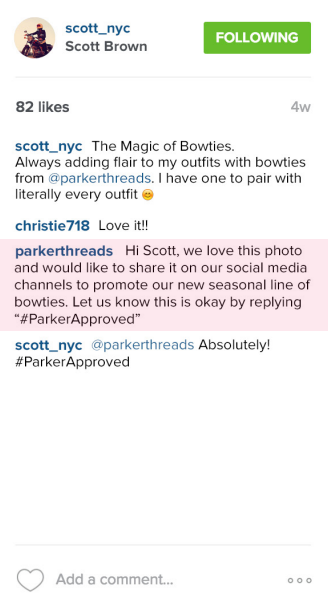 scott_nyc
Scott Brown
FOLLOWING
82 likes
4w
scott_nyc The Magic of Bowties.
Always adding flair to my outfits with bowties
from @parkerthreads. I have one to pair with
literally every outfit 😊
christie718 Love it!!
parkerthreads Hi Scott, we love this photo
and would like to share it on our social media
channels to promote our new seasonal line of
bowties. Let us know this is okay by replying
“#ParkerApproved”
scott_nyc @parkerthreads Absolutely!
#ParkerApproved
Add a comment...